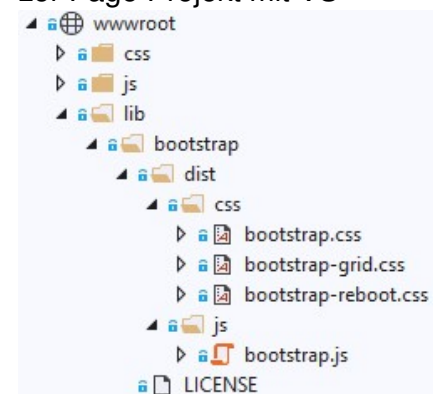 wwwroot
css
js
lib
bootstrap
dist
css
bootstrap.css
bootstrap-grid.css
bootstrap-reboot.css
js
bootstrap.js
LICENSE